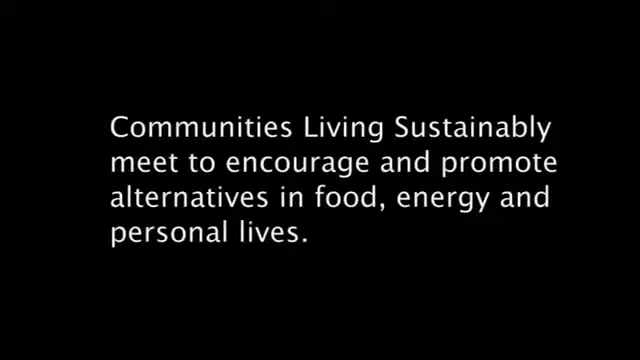 Communities Living Sustainably
meet to encourage and promote
alternatives in food, energy and
personal lives.